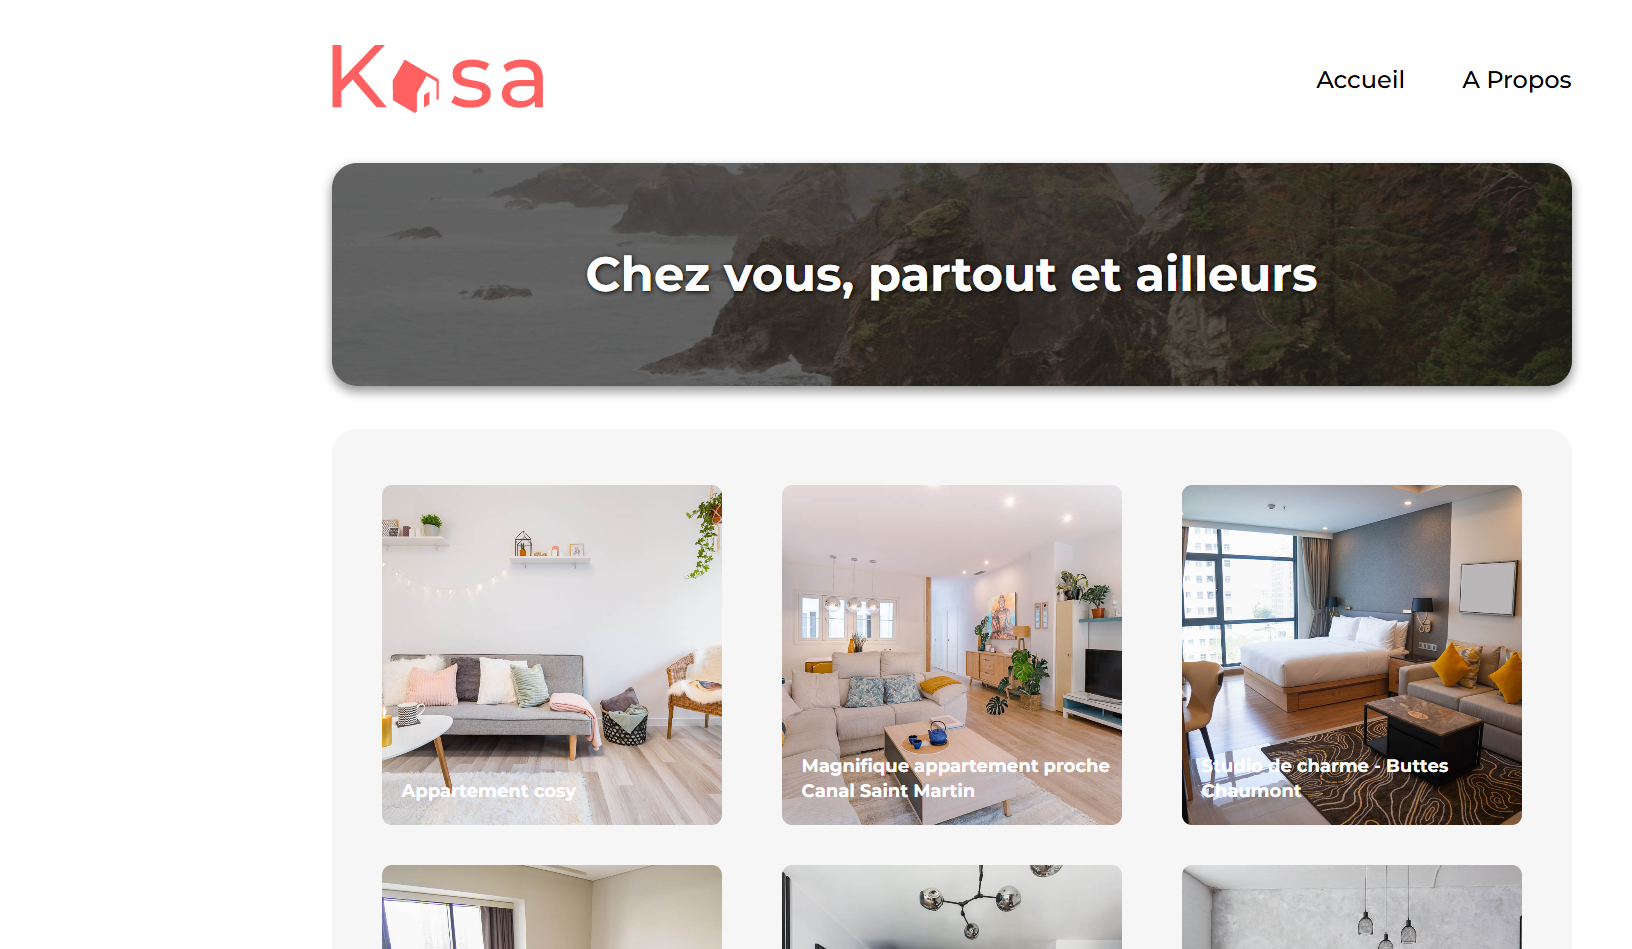 Kasa
Accueil
A Propos
Chez vous, partout et ailleurs
Appartement cosy
Magnifique appartement proche
Canal Saint Martin
Studio de charme - Buttes
Chaumont